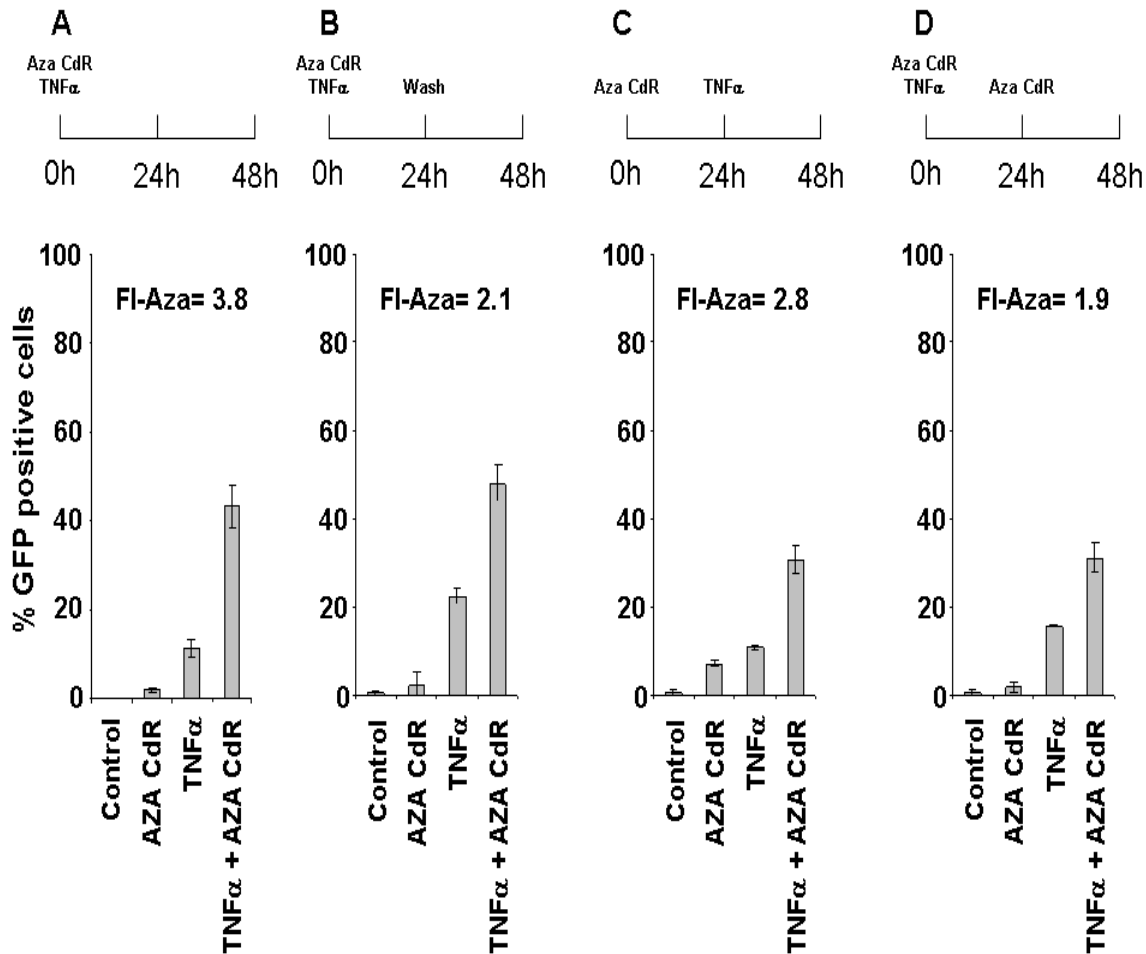 A
Aza CdR
TNFα
0h 24h 48h
B
Aza CdR
TNFα Wash
0h 24h 48h
C
Aza CdR TNFα
0h 24h 48h
D
Aza CdR
TNFα Aza CdR
0h 24h 48h
% GFP positive cells
100
80
60
40
20
0
FI-Aza= 3.8
Control
AZA CdR
TNFα
TNFα + AZA CdR
100
80
60
40
20
0
FI-Aza= 2.1
Control
AZA CdR
TNFα
TNFα + AZA CdR
100
80
60
40
20
0
FI-Aza= 2.8
Control
AZA CdR
TNFα
TNFα + AZA CdR
100
80
60
40
20
0
FI-Aza= 1.9
Control
AZA CdR
TNFα
TNFα + AZA CdR